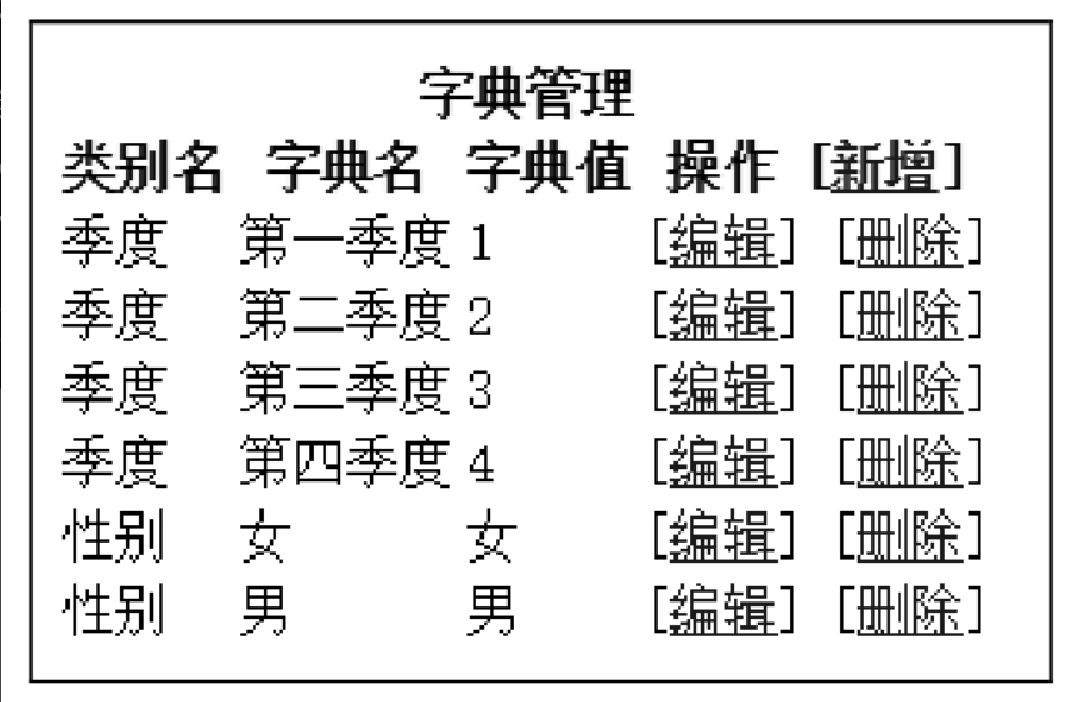 字典管理
类别名 字典名 字典值 操作 [新增]
季度 第一季度 1 [编辑] [删除]
季度 第二季度 2 [编辑] [删除]
季度 第三季度 3 [编辑] [删除]
季度 第四季度 4 [编辑] [删除]
性别 女 女 [编辑] [删除]
性别 男 男 [编辑] [删除]